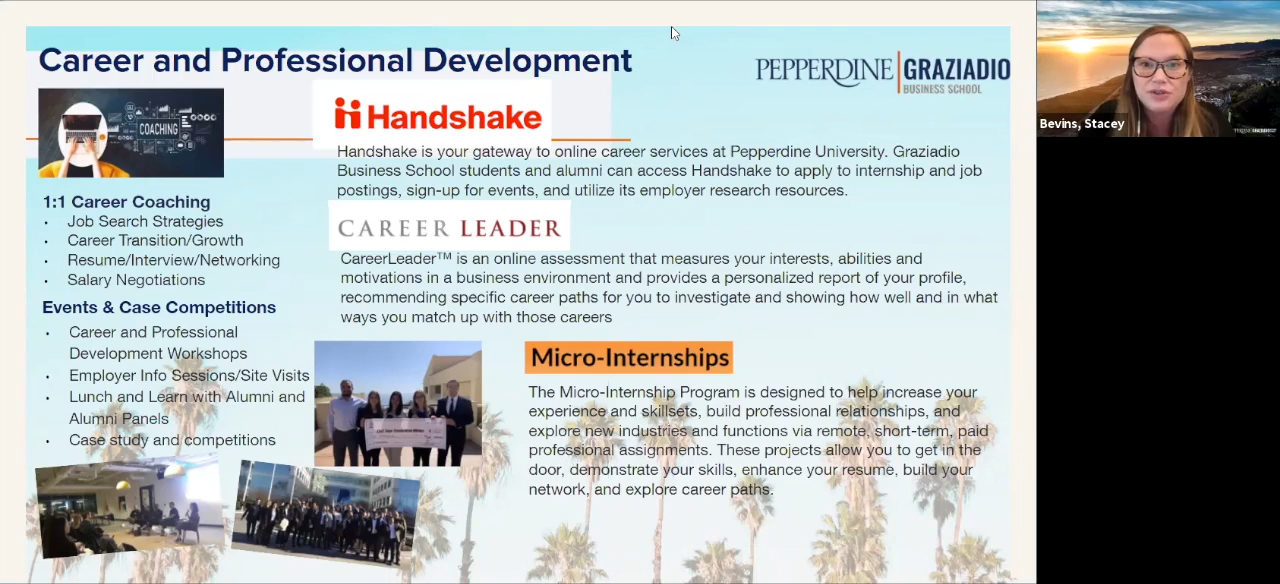 Career and Professional Development
PEPPERDINE GRAZIADIO
BUSINESS SCHOOL
COACHING
1:1 Career Coaching
• Job Search Strategies
• Career Transition/Growth
• Resume/Interview/Networking
• Salary Negotiations
Events & Case Competitions
• Career and Professional
Development Workshops
• Employer Info Sessions/Site Visits
• Lunch and Learn with Alumni and
Alumni Panels
• Case study and competitions
Handshake
Handshake is your gateway to online career services at Pepperdine University. Graziadio
Business School students and alumni can access Handshake to apply to internship and job
postings, sign-up for events, and utilize its employer research resources.
CAREER LEADER
CareerLeader™ is an online assessment that measures your interests, abilities and
motivations in a business environment and provides a personalized report of your profile,
recommending specific career paths for you to investigate and showing how well and in what
ways you match up with those careers
Micro-Internships
The Micro-Internship Program is designed to help increase your
experience and skillsets, build professional relationships, and
explore new industries and functions via remote, short-term, paid
professional assignments. These projects allow you to get in the
door, demonstrate your skills, enhance your resume, build your
network, and explore career paths.
Bevins, Stacey